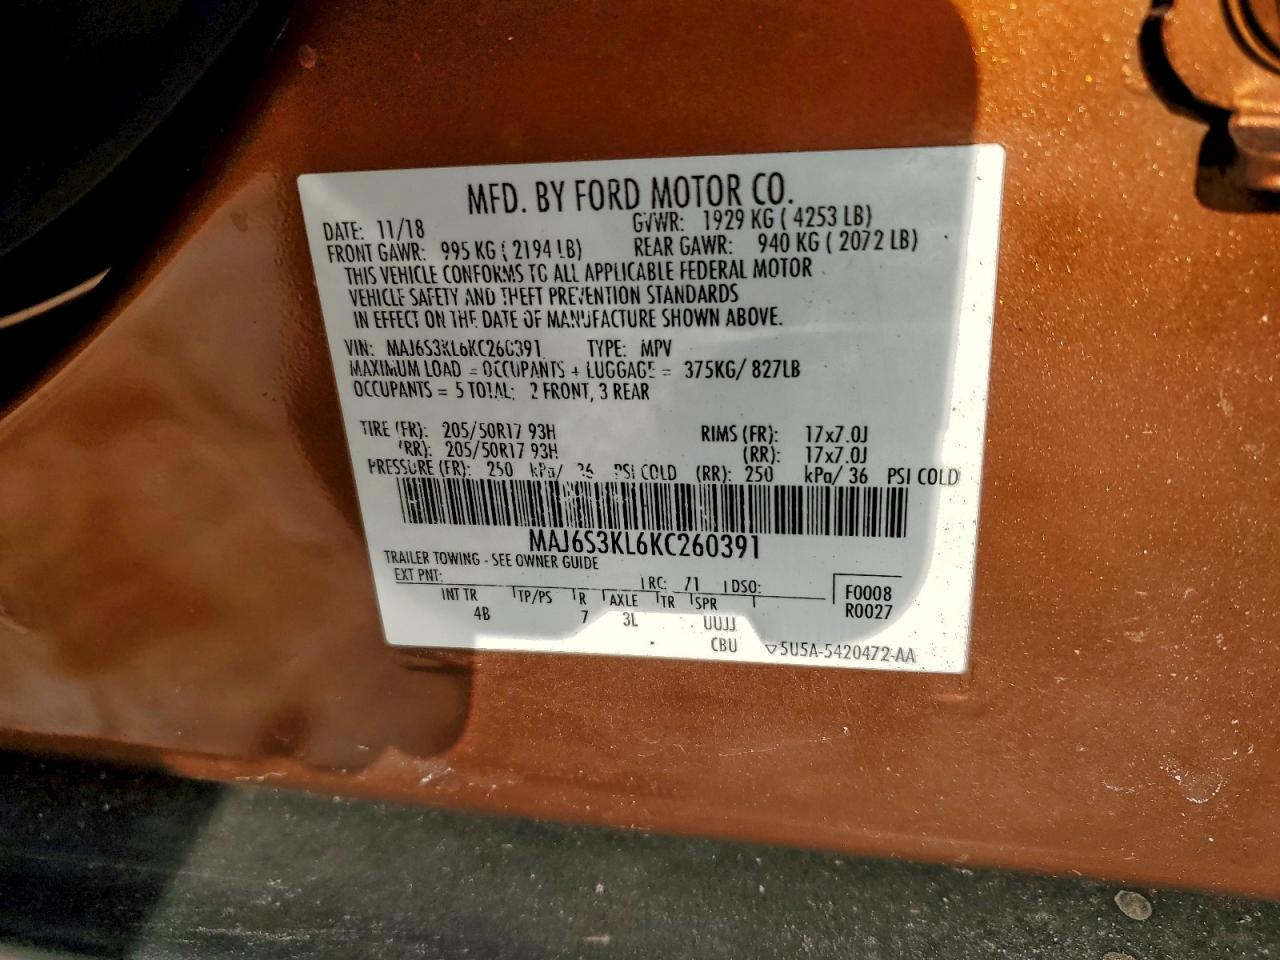 MFD. BY FORD MOTOR CO.
DATE: 11/18 GVWR: 1929 KG ( 4253 LB)
FRONT GAWR: 995 KG ( 2194 LB) REAR GAWR: 940 KG ( 2072 LB)
THIS VEHICLE CONFORMS TO ALL APPLICABLE FEDERAL MOTOR
VEHICLE SAFETY AND THEFT PREVENTION STANDARDS
IN EFFECT ON THE DATE OF MANUFACTURE SHOWN ABOVE.
VIN: MAJ6S3KL6KC260391 TYPE: MPV
MAXIMUM LOAD = OCCUPANTS + LUGGAGE = 375KG/ 827LB
OCCUPANTS = 5 TOTAL: 2 FRONT, 3 REAR
TIRE (FR): 205/50R17 93H RIMS (FR): 17x7.0J
(RR): 205/50R17 93H (RR): 17x7.0J
PRESSURE (FR): 250 kPa/ 36 PSI COLD (RR): 250 kPa/ 36 PSI COLD
MAJ6S3KL6KC260391
TRAILER TOWING - SEE OWNER GUIDE
EXT PNT: RC: 71 DSO:
INT TR TP/PS R AXLE TR SPR F0008
4B 7 3L UUJJ R0027
CBU ▽5U5A-5420472-AA